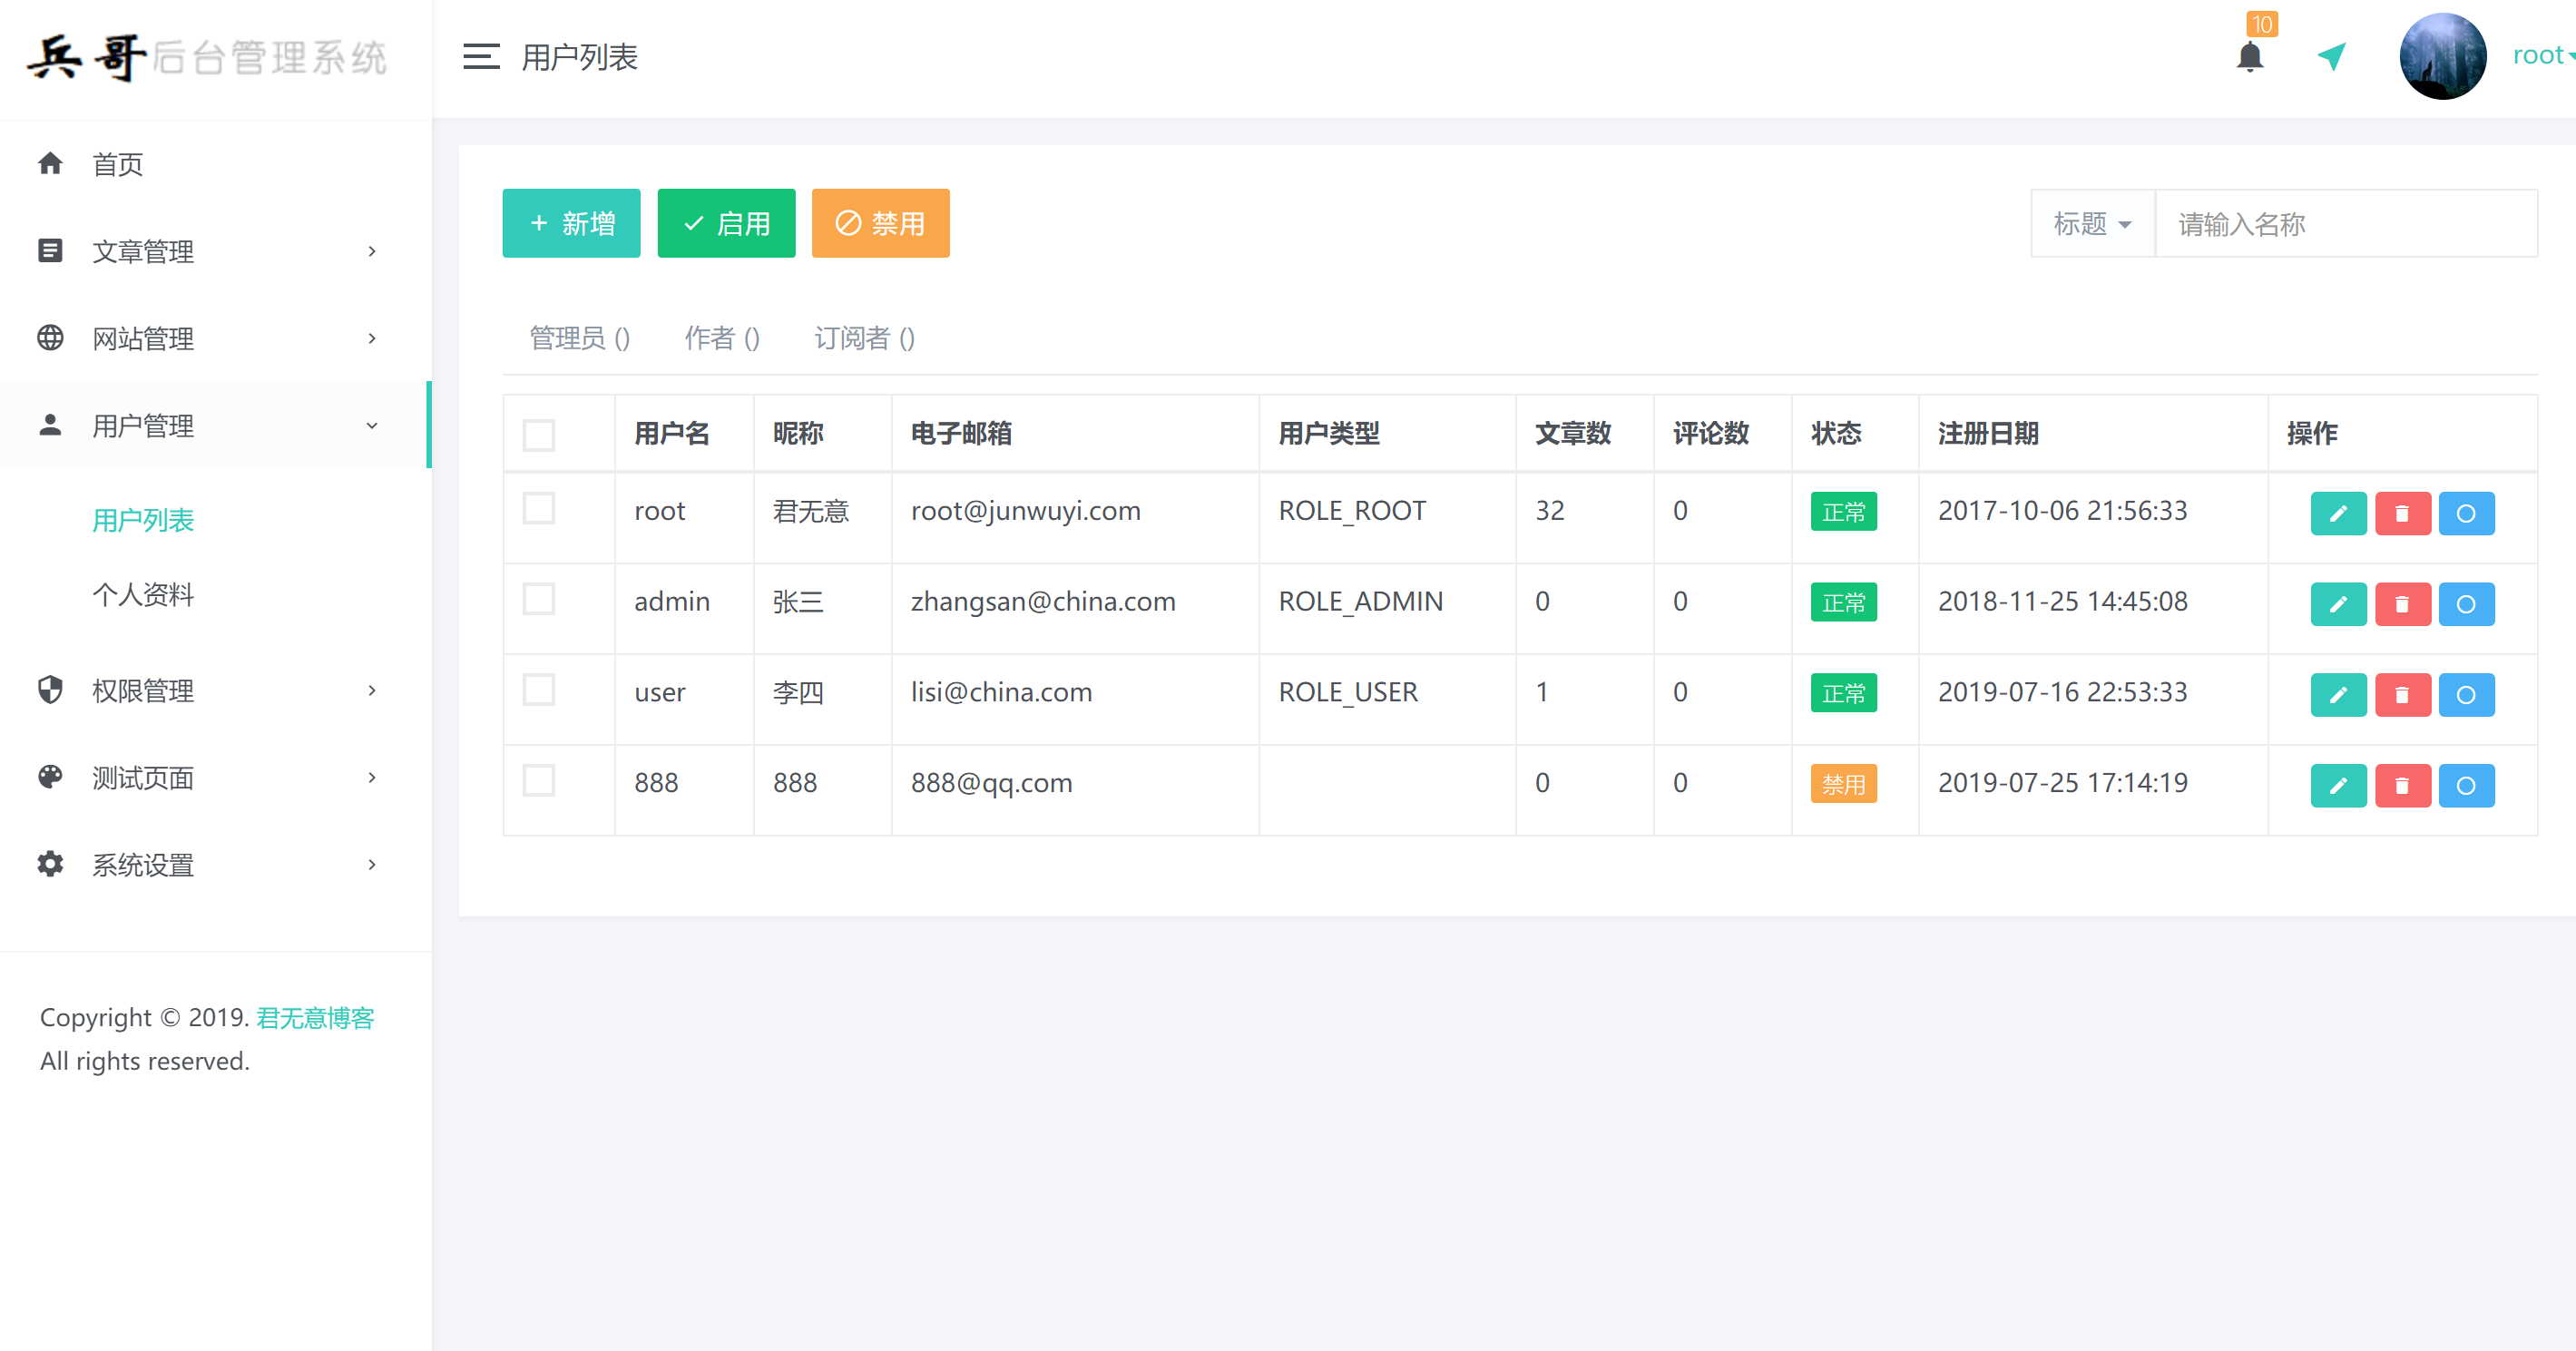 兵哥后台管理系统
用户列表
10
root
首页
文章管理
网站管理
用户管理
用户列表
个人资料
权限管理
测试页面
系统设置
Copyright © 2019. 君无意博客
All rights reserved.
新增 启用 禁用
标题 请输入名称
管理员 () 作者 () 订阅者 ()
用户名 昵称 电子邮箱 用户类型 文章数 评论数 状态 注册日期 操作
root 君无意 root@junwuyi.com ROLE_ROOT 32 0 正常 2017-10-06 21:56:33
admin 张三 zhangsan@china.com ROLE_ADMIN 0 0 正常 2018-11-25 14:45:08
user 李四 lisi@china.com ROLE_USER 1 0 正常 2019-07-16 22:53:33
888 888 888@qq.com 0 0 禁用 2019-07-25 17:14:19